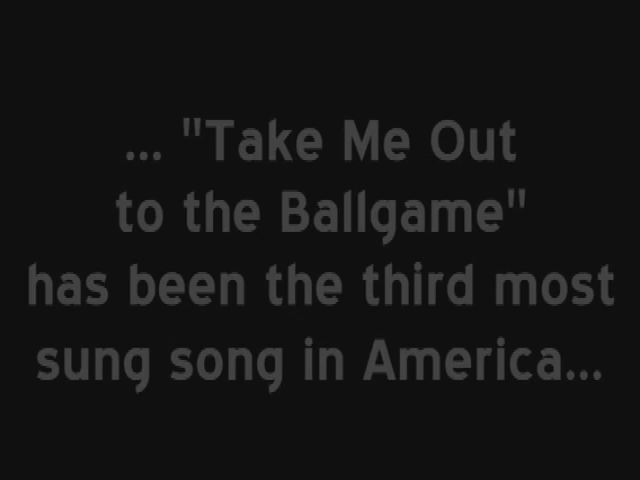 ... "Take Me Out
to the Ballgame"
has been the third most
sung song in America...